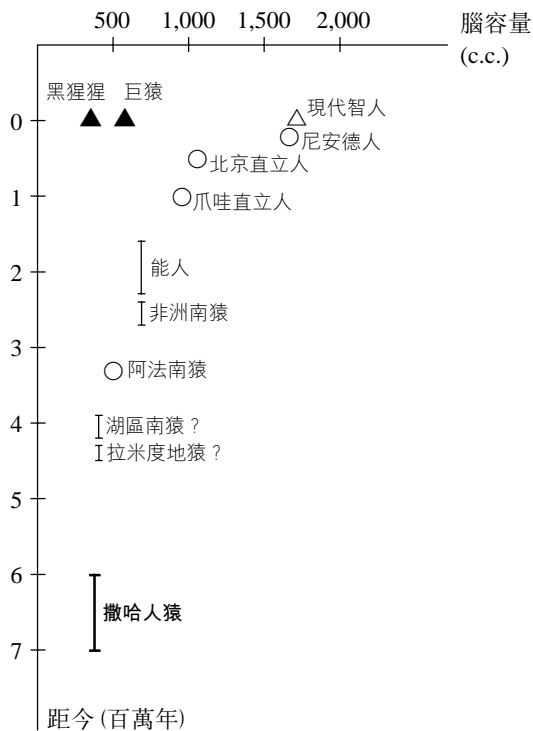 500 1,000 1,500 2,000 腦容量
(c.c.)
黑猩猩 巨猿
現代智人
0
尼安德人
北京直立人
1
爪哇直立人
2 能人
非洲南猿
3
阿法南猿
4 湖區南猿？
拉米度地猿？
5
6
撒哈人猿
7
距今 (百萬年)